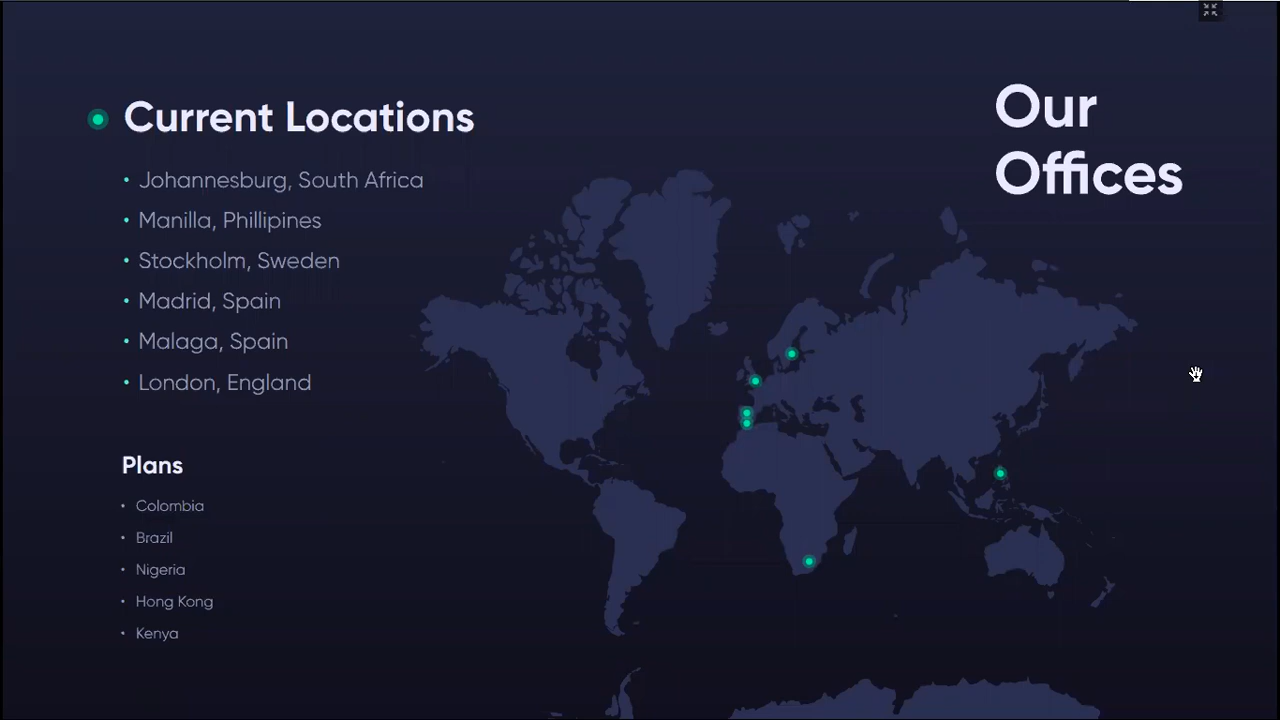 Our
Offices
Current Locations
Johannesburg, South Africa
Manilla, Phillipines
Stockholm, Sweden
Madrid, Spain
Malaga, Spain
London, England
Plans
Colombia
Brazil
Nigeria
Hong Kong
Kenya